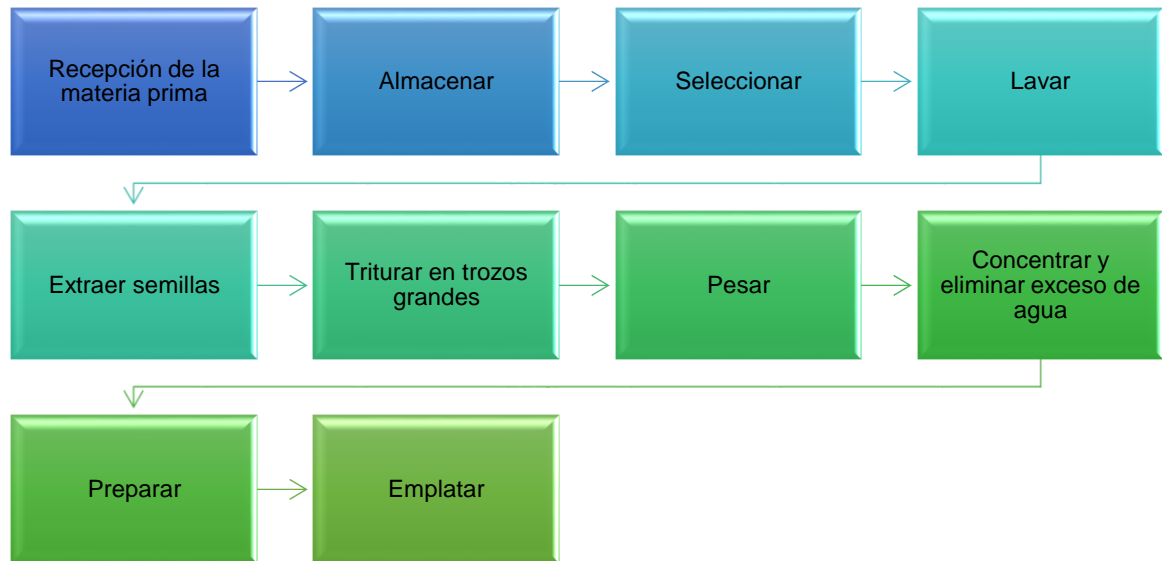 Recepción de la
materia prima
Almacenar
Seleccionar
Lavar
Extraer semillas
Triturar en trozos
grandes
Pesar
Concentrar y
eliminar exceso de
agua
Preparar
Emplatar